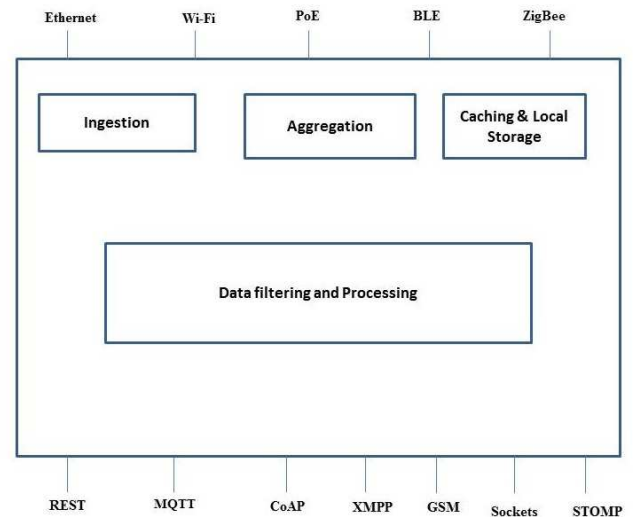 Ethernet
Wi-Fi
PoE
BLE
ZigBee
Ingestion
Aggregation
Caching & Local
Storage
Data filtering and Processing
REST
MQTT
CoAP
XMPP
GSM
Sockets
STOMP